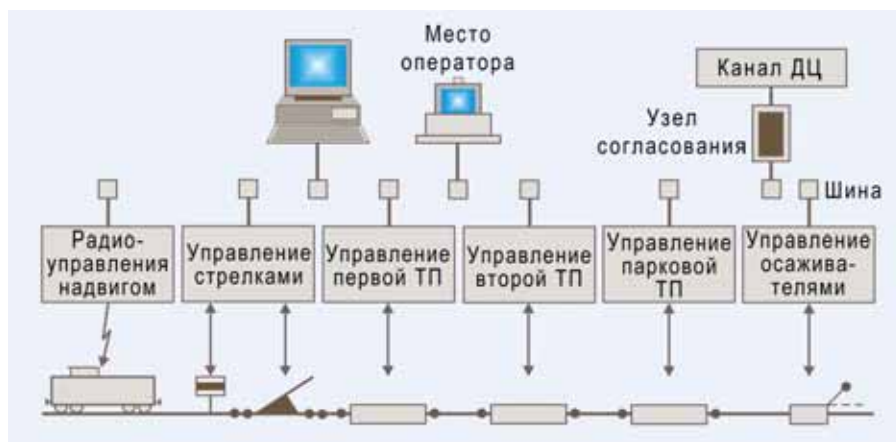 Место
оператора
Канал ДЦ
Узел
согласования
Шина
Радио-
управления
надвигом
Управление
стрелками
Управление
первой ТП
Управление
второй ТП
Управление
парковой
ТП
Управление
осажива-
телями